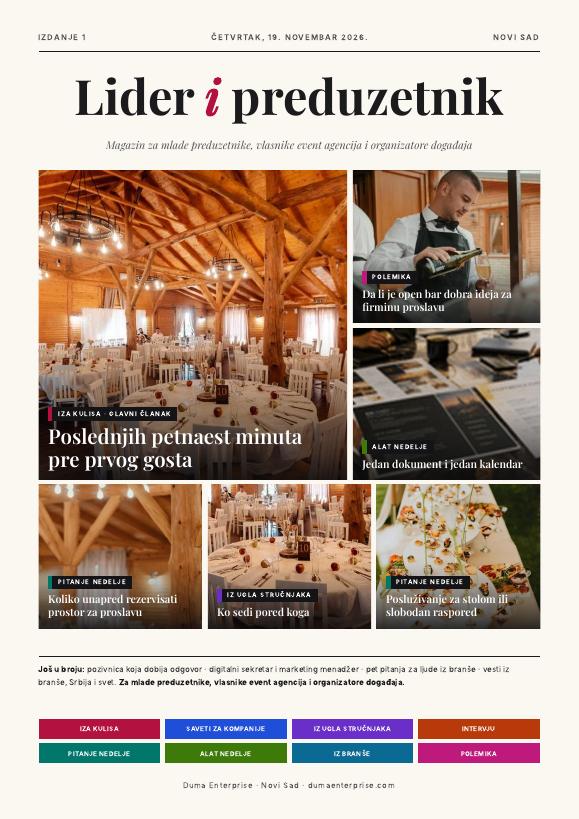 IZDANJE 1
ČETVRTAK, 19. NOVEMBAR 2026.
NOVI SAD
Lider i preduzetnik
Magazin za mlade preduzetnike, vlasnike event agencija i organizatore događaja
IZA KULISA · GLAVNI ČLANAK
Poslednjih petnaest minuta
pre prvog gosta
POLEMIKA
Da li je open bar dobra ideja za
firminu proslavu
ALAT NEDELJE
Jedan dokument i jedan kalendar
PITANJE NEDELJE
Koliko unapred rezervisati
prostor za proslavu
IZ UGLA STRUČNJAKA
Ko sedi pored koga
PITANJE NEDELJE
Posluživanje za stolom ili
slobodan raspored
Još u broju: pozivnica koja dobija odgovor · digitalni sekretar i marketing menadžer · pet pitanja za ljude iz branše · vesti iz
branše, Srbija i svet. Za mlade preduzetnike, vlasnike event agencija i organizatore događaja.
IZA KULISA
SAVETI ZA KOMPANIJE
IZ UGLA STRUČNJAKA
INTERVJU
PITANJE NEDELJE
ALAT NEDELJE
IZ BRANŠE
POLEMIKA
Duma Enterprise · Novi Sad · dumaenterprise.com